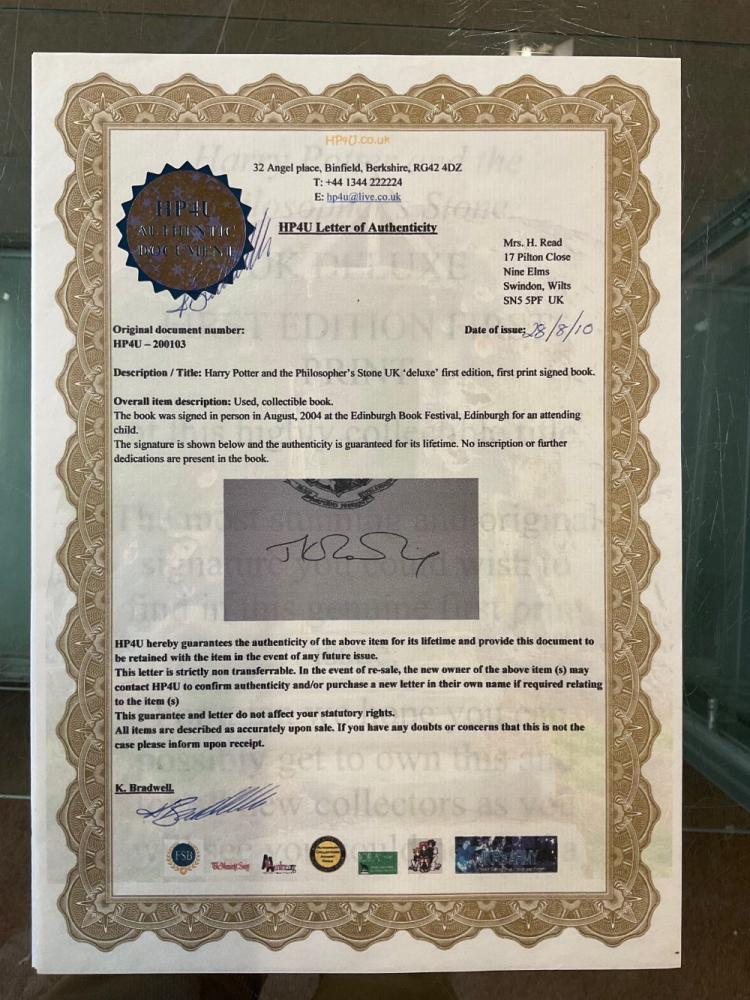 HP4U.co.uk
32 Angel place, Binfield, Berkshire, RG42 4DZ
T: +44 1344 222224
E: hp4u@live.co.uk
HP4U
AUTHENTIC
DOCUMENT
HP4U Letter of Authenticity
Mrs. H. Read
17 Pilton Close
Nine Elms
Swindon, Wilts
SN5 5PF UK
Original document number:
HP4U – 200103
Date of issue: 28/8/10
Description / Title: Harry Potter and the Philosopher's Stone UK 'deluxe' first edition, first print signed book.
Overall item description: Used, collectible book.
The book was signed in person in August, 2004 at the Edinburgh Book Festival, Edinburgh for an attending
child.
The signature is shown below and the authenticity is guaranteed for its lifetime. No inscription or further
dedications are present in the book.
HP4U hereby guarantees the authenticity of the above item for its lifetime and provide this document to
be retained with the item in the event of any future issue.
This letter is strictly non transferrable. In the event of re-sale, the new owner of the above item (s) may
contact HP4U to confirm authenticity and/or purchase a new letter in their own name if required relating
to the item (s)
This guarantee and letter do not affect your statutory rights.
All items are described as accurately upon sale. If you have any doubts or concerns that this is not the
case please inform upon receipt.
K. Bradwell.
FSB